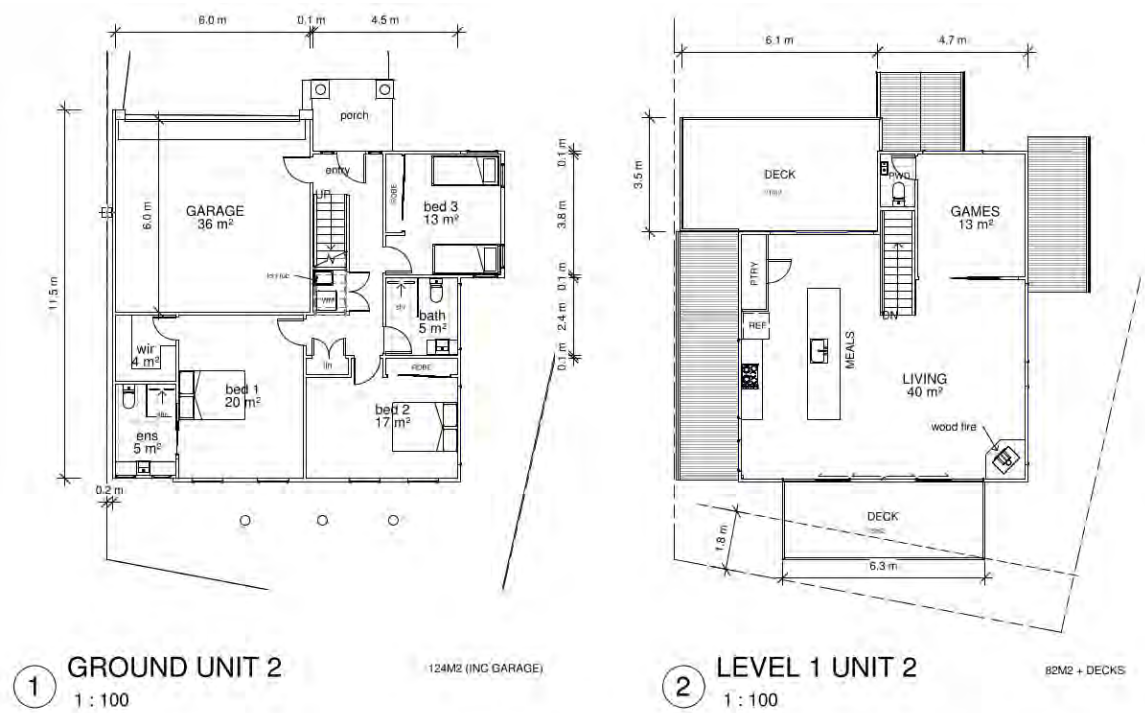 6.0 m
0.1 m
4.5 m
porch
entry
UP
ROBE
bed 3
13 m²
GARAGE
36 m²
6.0 m
11.5 m
0.1 m
3.8 m
0.1 m
2.4 m
0.1 m
bath
5 m²
wir
4 m²
lin
ROBE
bed 1
20 m²
bed 2
17 m²
ens
5 m²
0.2 m
1
GROUND UNIT 2
1 : 100
124M2 (INC GARAGE)
6.1 m
4.7 m
3.5 m
DECK
PWD
GAMES
13 m²
PTRY
REF
DN
MEALS
LIVING
40 m²
wood fire
DECK
1.8 m
6.3 m
2
LEVEL 1 UNIT 2
1 : 100
82M2 + DECKS